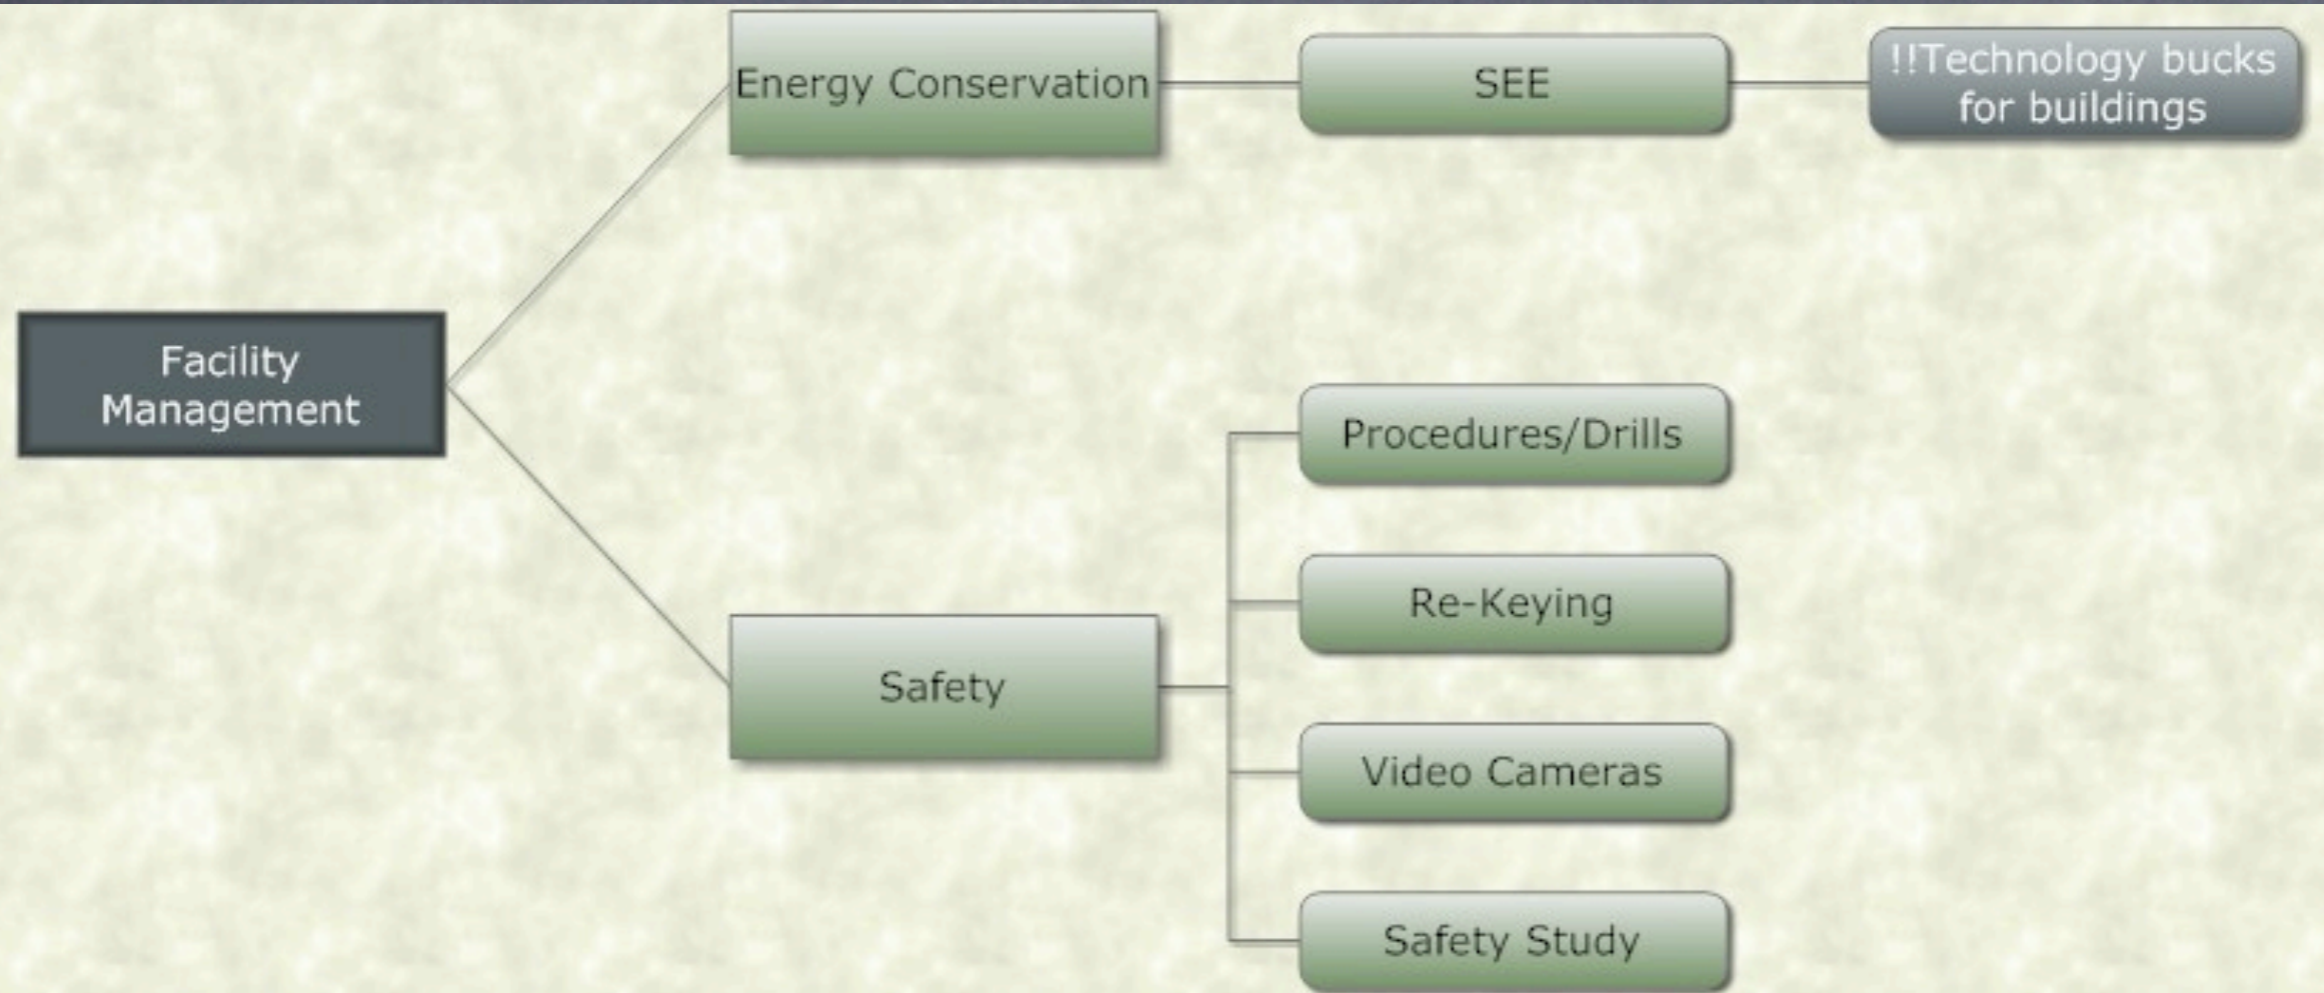 Energy Conservation
SEE
!!Technology bucks
for buildings
Facility
Management
Procedures/Drills
Re-Keying
Safety
Video Cameras
Safety Study